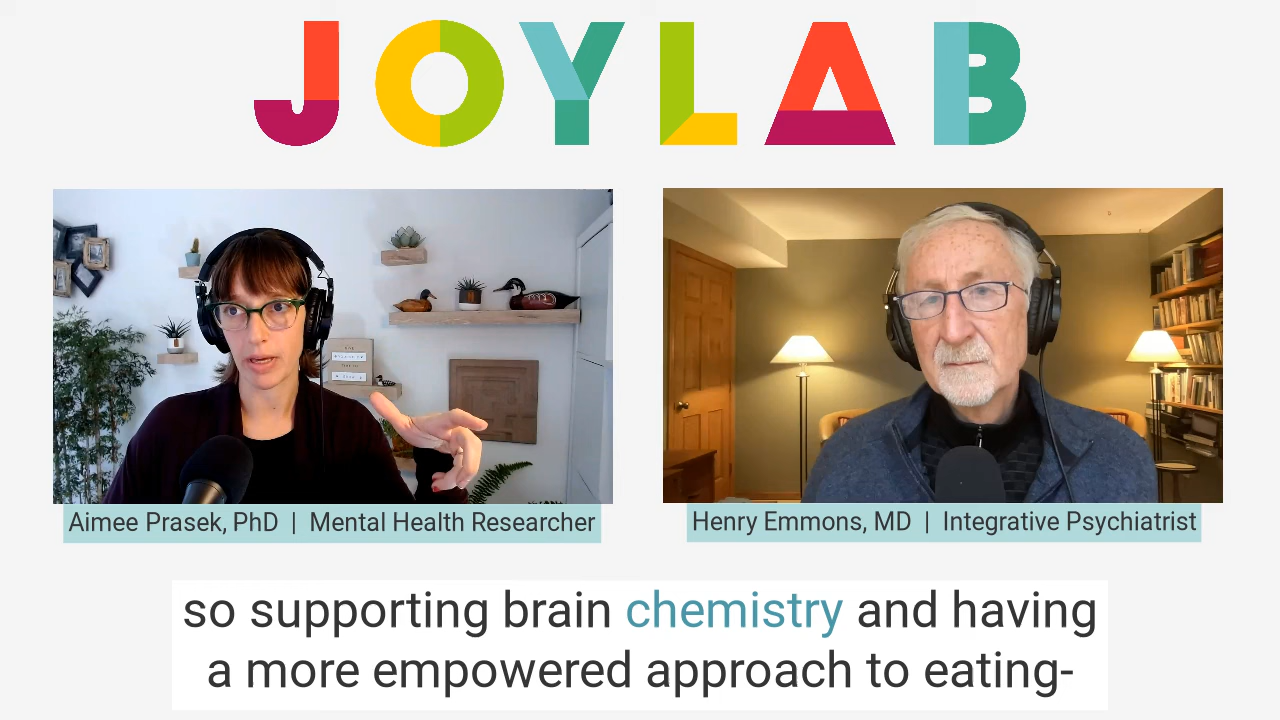 JOYLAB
Aimee Prasek, PhD | Mental Health Researcher
Henry Emmons, MD | Integrative Psychiatrist
so supporting brain chemistry and having
a more empowered approach to eating-